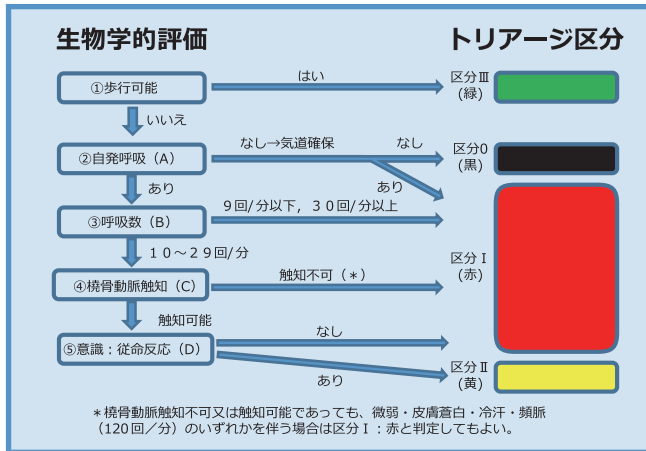 生物学的評価
トリアージ区分
①歩行可能
はい
区分Ⅲ
(緑)
いいえ
②自発呼吸（A）
なし→気道確保
なし
区分0
(黒)
あり
あり
③呼吸数（B）
９回/分以下，３０回/分以上
１０～２９回/分
区分Ⅰ
(赤)
④橈骨動脈触知（C）
触知不可（＊）
触知可能
⑤意識：従命反応（D）
なし
あり
区分Ⅱ
(黄)
＊橈骨動脈触知不可又は触知可能であっても、微弱・皮膚蒼白・冷汗・頻脈
（120回／分）のいずれかを伴う場合は区分Ⅰ：赤と判定してもよい。